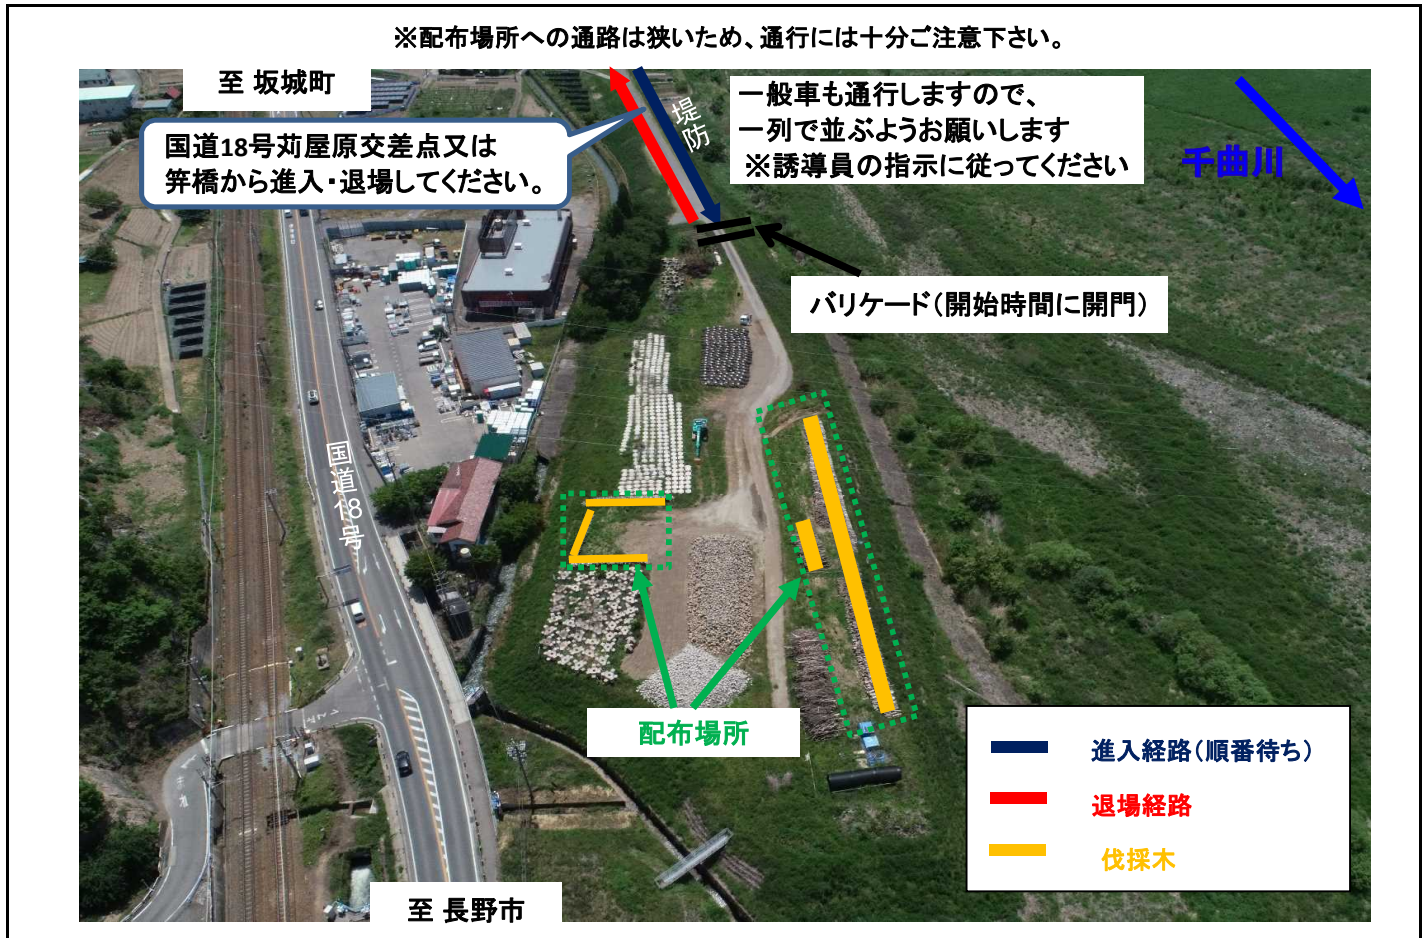 ※配布場所への通路は狭いため、通行には十分ご注意下さい。
至 坂城町
国道18号苅屋原交差点又は
笄橋から進入・退場してください。
堤防
一般車も通行しますので、
一列で並ぶようお願いします
※誘導員の指示に従ってください
千曲川
バリケード（開始時間に開門）
国道18号
配布場所
進入経路（順番待ち）
退場経路
伐採木
至 長野市